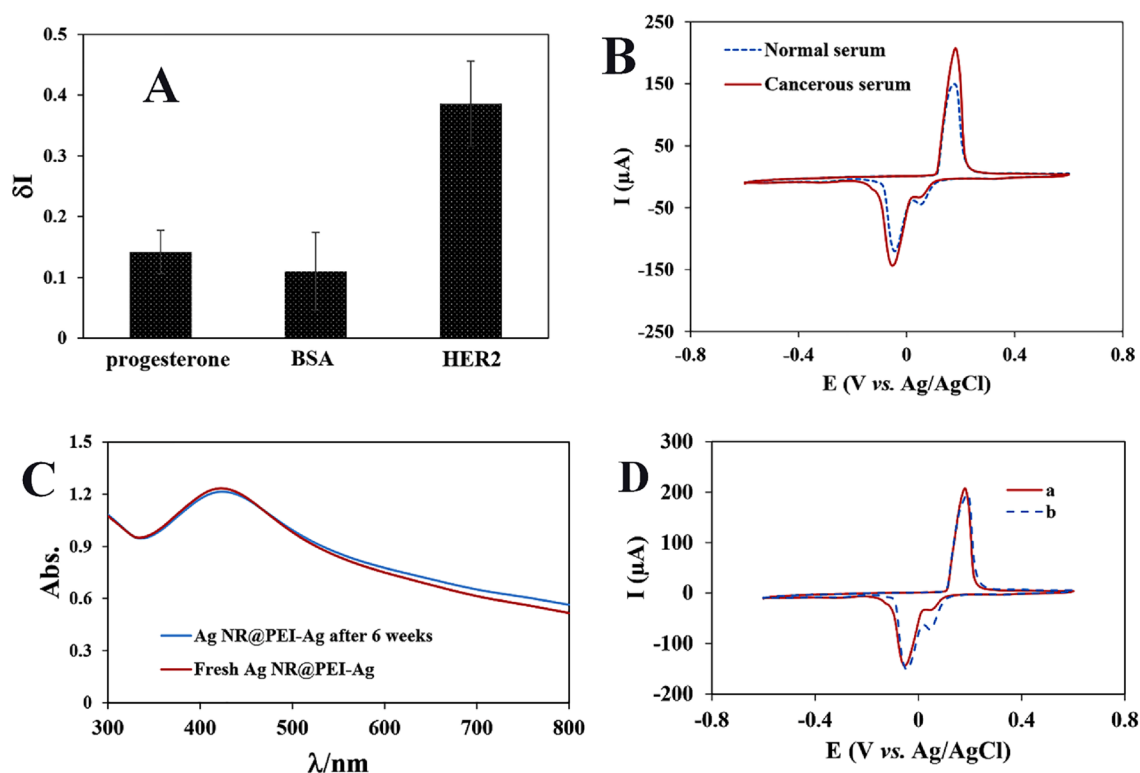 A
0.5
0.4
0.3
0.2
0.1
0
δI
progesterone BSA HER2
B
250
150
50
-50
-150
-250
I (µA)
Normal serum
Cancerous serum
-0.8 -0.4 0 0.4 0.8
E (V vs. Ag/AgCl)
C
1.5
1.2
0.9
0.6
0.3
0
Abs.
Ag NR@PEI-Ag after 6 weeks
Fresh Ag NR@PEI-Ag
300 400 500 600 700 800
λ/nm
D
300
200
100
0
-100
-200
I (µA)
a
b
-0.8 -0.4 0 0.4 0.8
E (V vs. Ag/AgCl)